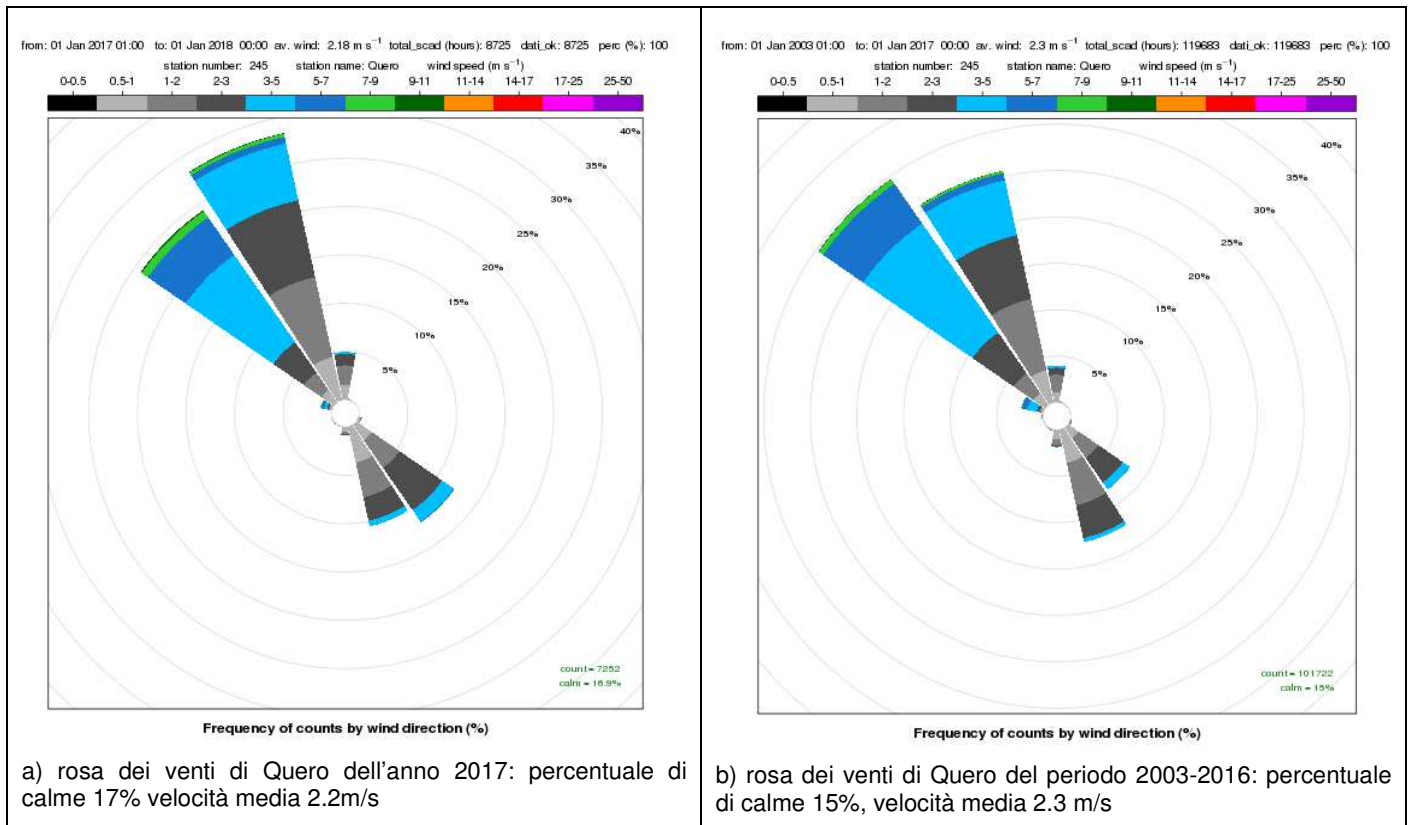 from: 01 Jan 2017 01:00 to: 01 Jan 2018 00:00 av. wind: 2.18 m s⁻¹ total_scad (hours): 8725 dati_ok: 8725 perc (%): 100
station number: 245 station name: Quero wind speed (m s⁻¹)
0-0.5 0.5-1 1-2 2-3 3-5 5-7 7-9 9-11 11-14 14-17 17-25 25-50
40%
35%
30%
25%
20%
15%
10%
5%
count = 7252
calm = 16.9%
Frequency of counts by wind direction (%)
a) rosa dei venti di Quero dell'anno 2017: percentuale di
calme 17% velocità media 2.2m/s
from: 01 Jan 2003 01:00 to: 01 Jan 2017 00:00 av. wind: 2.3 m s⁻¹ total_scad (hours): 119683 dati_ok: 119683 perc (%): 100
station number: 245 station name: Quero wind speed (m s⁻¹)
0-0.5 0.5-1 1-2 2-3 3-5 5-7 7-9 9-11 11-14 14-17 17-25 25-50
40%
35%
30%
25%
20%
15%
10%
5%
count = 101722
calm = 15%
Frequency of counts by wind direction (%)
b) rosa dei venti di Quero del periodo 2003-2016: percentuale
di calme 15%, velocità media 2.3 m/s